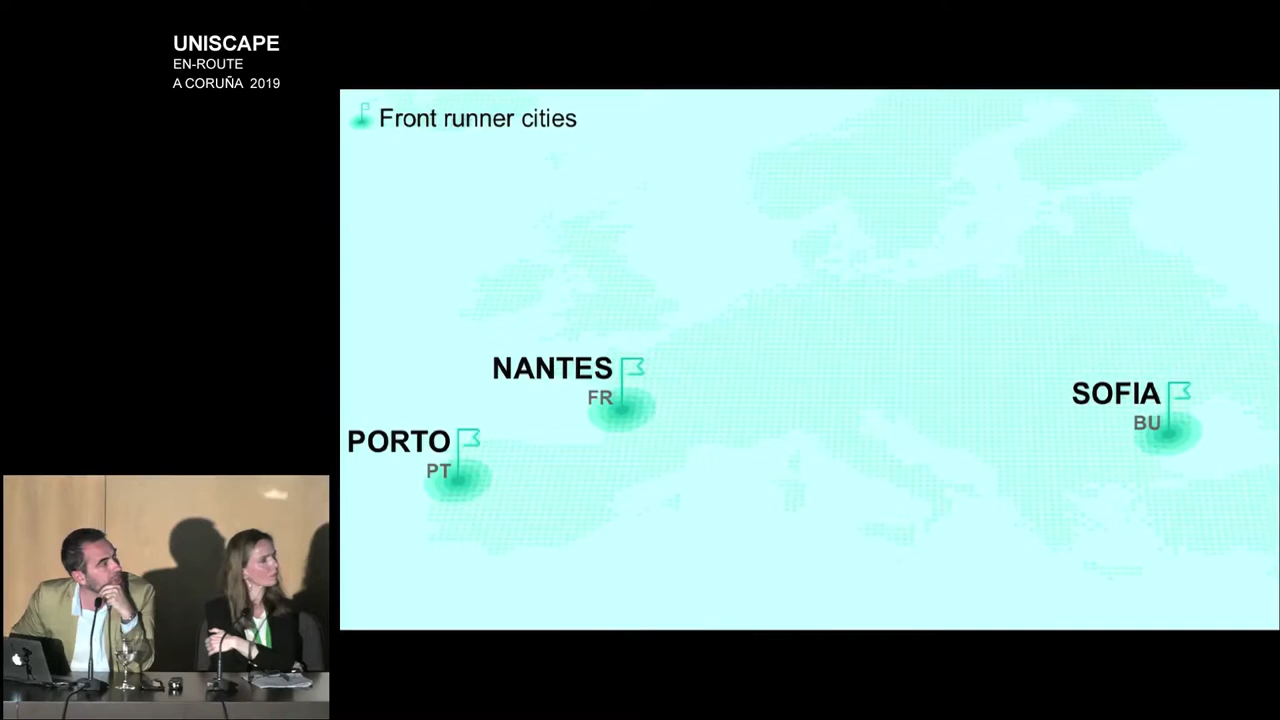 UNISCAPE
EN-ROUTE
A CORUÑA 2019
Front runner cities
NANTES
FR
SOFIA
BU
PORTO
PT